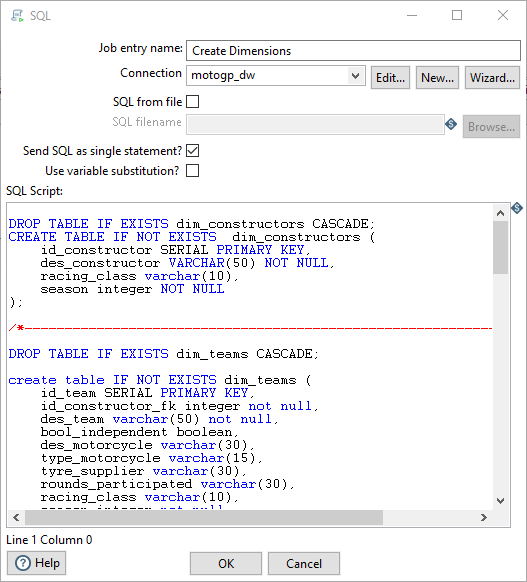 SQL
Job entry name: Create Dimensions
Connection motogp_dw Edit... New... Wizard...
SQL from file
SQL filename Browse...
Send SQL as single statement?
Use variable substitution?
SQL Script:
DROP TABLE IF EXISTS dim_constructors CASCADE;
CREATE TABLE IF NOT EXISTS  dim_constructors (
    id_constructor SERIAL PRIMARY KEY,
    des_constructor VARCHAR(50) NOT NULL,
    racing_class varchar(10),
    season integer NOT NULL
);
/*----------------------------------------------------------
DROP TABLE IF EXISTS dim_teams CASCADE;
create table IF NOT EXISTS dim_teams (
    id_team SERIAL PRIMARY KEY,
    id_constructor_fk integer not null,
    des_team varchar(50) not null,
    bool_independent boolean,
    des_motorcycle varchar(30),
    type_motorcycle varchar(15),
    tyre_supplier varchar(30),
    rounds_participated varchar(30),
    racing_class varchar(10),
    season integer not null
Line 1 Column 0
Help OK Cancel